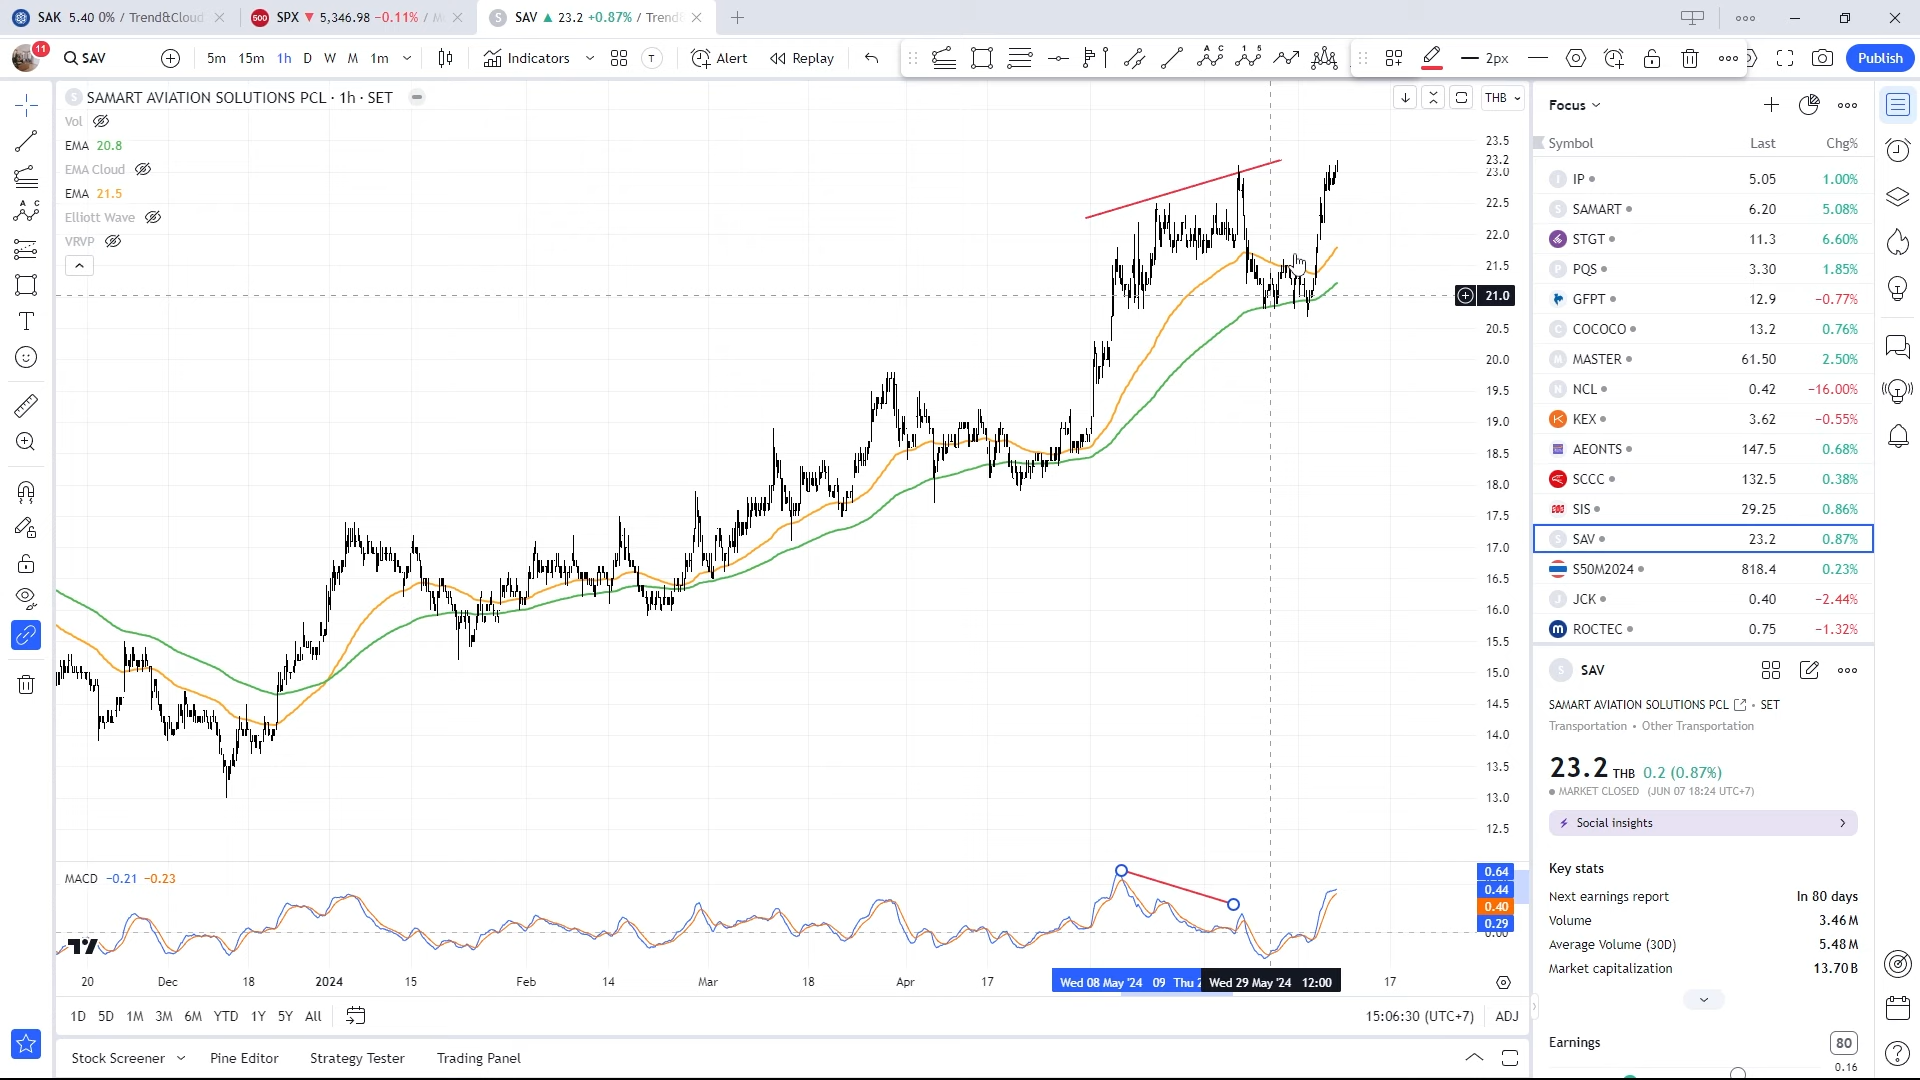 SAK 5.40 0% / Trend&Cloud
500 SPX ▼ 5,346.98 −0.11% /
S SAV ▲ 23.2 +0.87% / Trend
11 SAV 5m 15m 1h D W M 1m Indicators T Alert Replay 2px Publish
S SAMART AVIATION SOLUTIONS PCL · 1h · SET
THB
Vol
EMA 20.8
EMA Cloud
EMA 21.5
Elliott Wave
VRVP
23.5
23.2
23.0
22.5
22.0
21.5
21.0
20.5
20.0
19.5
19.0
18.5
18.0
17.5
17.0
16.5
16.0
15.5
15.0
14.5
14.0
13.5
13.0
12.5
MACD −0.21 −0.23
0.64
0.44
0.40
0.29
0.00
20 Dec 18 2024 15 Feb 14 Mar 18 Apr 17 Wed 08 May '24 09 Thu Wed 29 May '24 12:00 17
1D 5D 1M 3M 6M YTD 1Y 5Y All
15:06:30 (UTC+7) ADJ
Stock Screener Pine Editor Strategy Tester Trading Panel
Focus
Symbol Last Chg%
I IP 5.05 1.00%
S SAMART 6.20 5.08%
STGT 11.3 6.60%
P PQS 3.30 1.85%
GFPT 12.9 −0.77%
C COCOCO 13.2 0.76%
M MASTER 61.50 2.50%
N NCL 0.42 −16.00%
KEX 3.62 −0.55%
AEONTS 147.5 0.68%
SCCC 132.5 0.38%
SIS 29.25 0.86%
S SAV 23.2 0.87%
S50M2024 818.4 0.23%
J JCK 0.40 −2.44%
ROCTEC 0.75 −1.32%
S SAV
SAMART AVIATION SOLUTIONS PCL • SET
Transportation • Other Transportation
23.2 THB 0.2 (0.87%)
MARKET CLOSED (JUN 07 18:24 UTC+7)
Social insights
Key stats
Next earnings report In 80 days
Volume 3.46 M
Average Volume (30D) 5.48 M
Market capitalization 13.70 B
Earnings 80
0.16